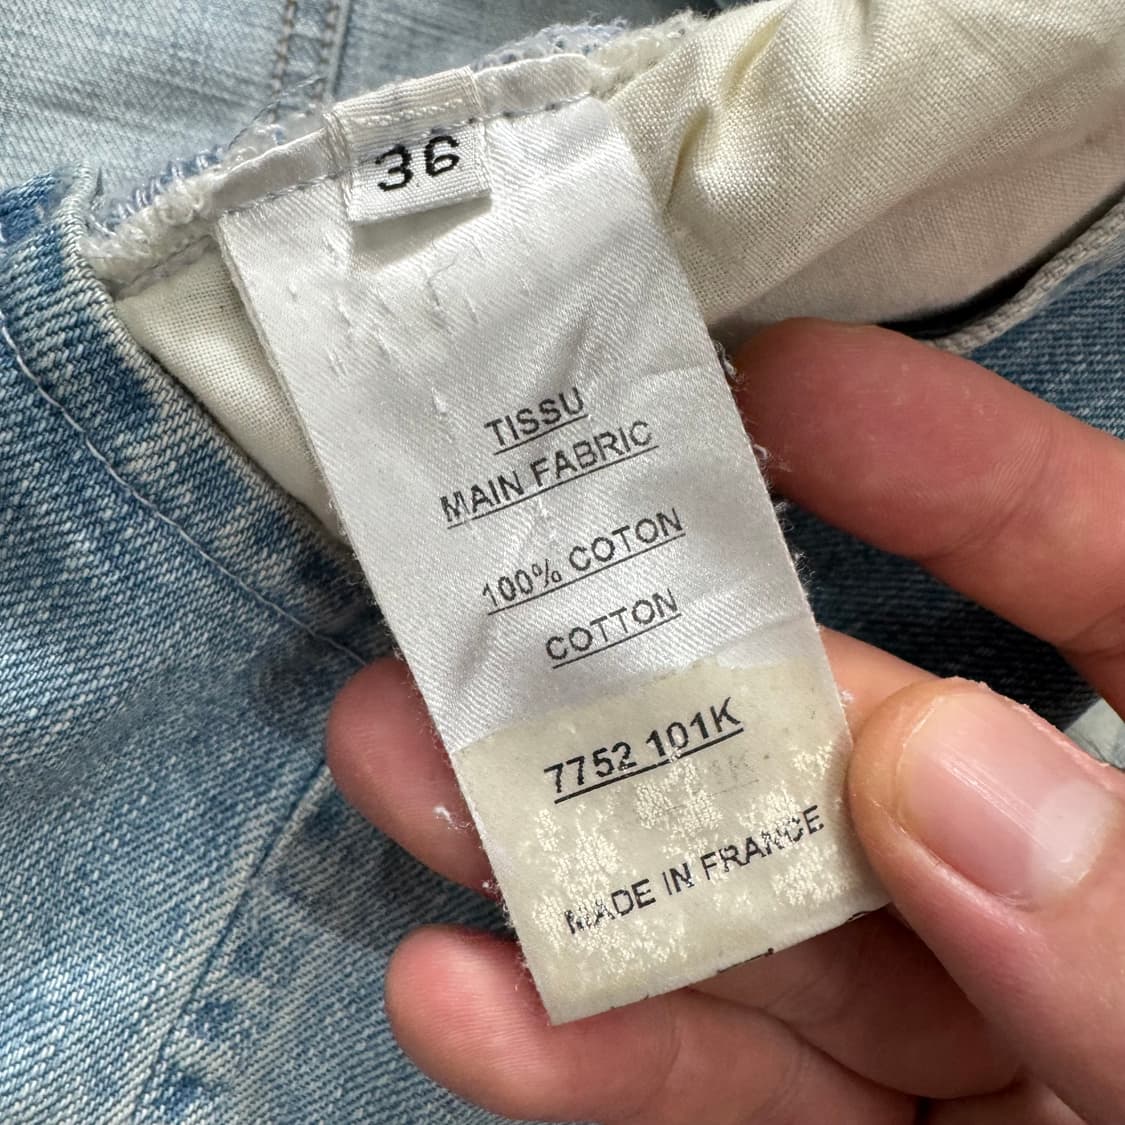 36
TISSU
MAIN FABRIC
100% COTON
COTTON
7752 101K
MADE IN FRANCE